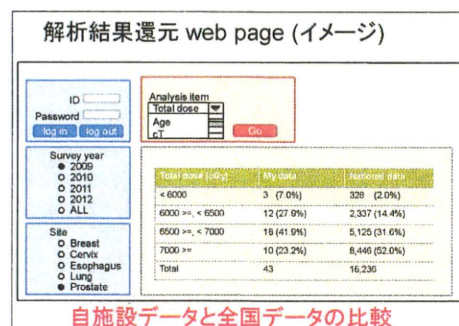 解析結果還元 web page (イメージ)
ID
Password
log in log out
Analysis item
Total dose
Age
cT
Go
Survey year
2009
2010
2011
2012
ALL
Site
Breast
Cervix
Esophagus
Lung
Prostate
Total dose (cGy) My data National data
< 6000 3 (7.0%) 328 (2.0%)
6000 >=, < 6500 12 (27.9%) 2,337 (14.4%)
6500 >=, < 7000 18 (41.9%) 5,125 (31.6%)
7000 >= 10 (23.2%) 8,446 (52.0%)
Total 43 16,236
自施設データと全国データの比較